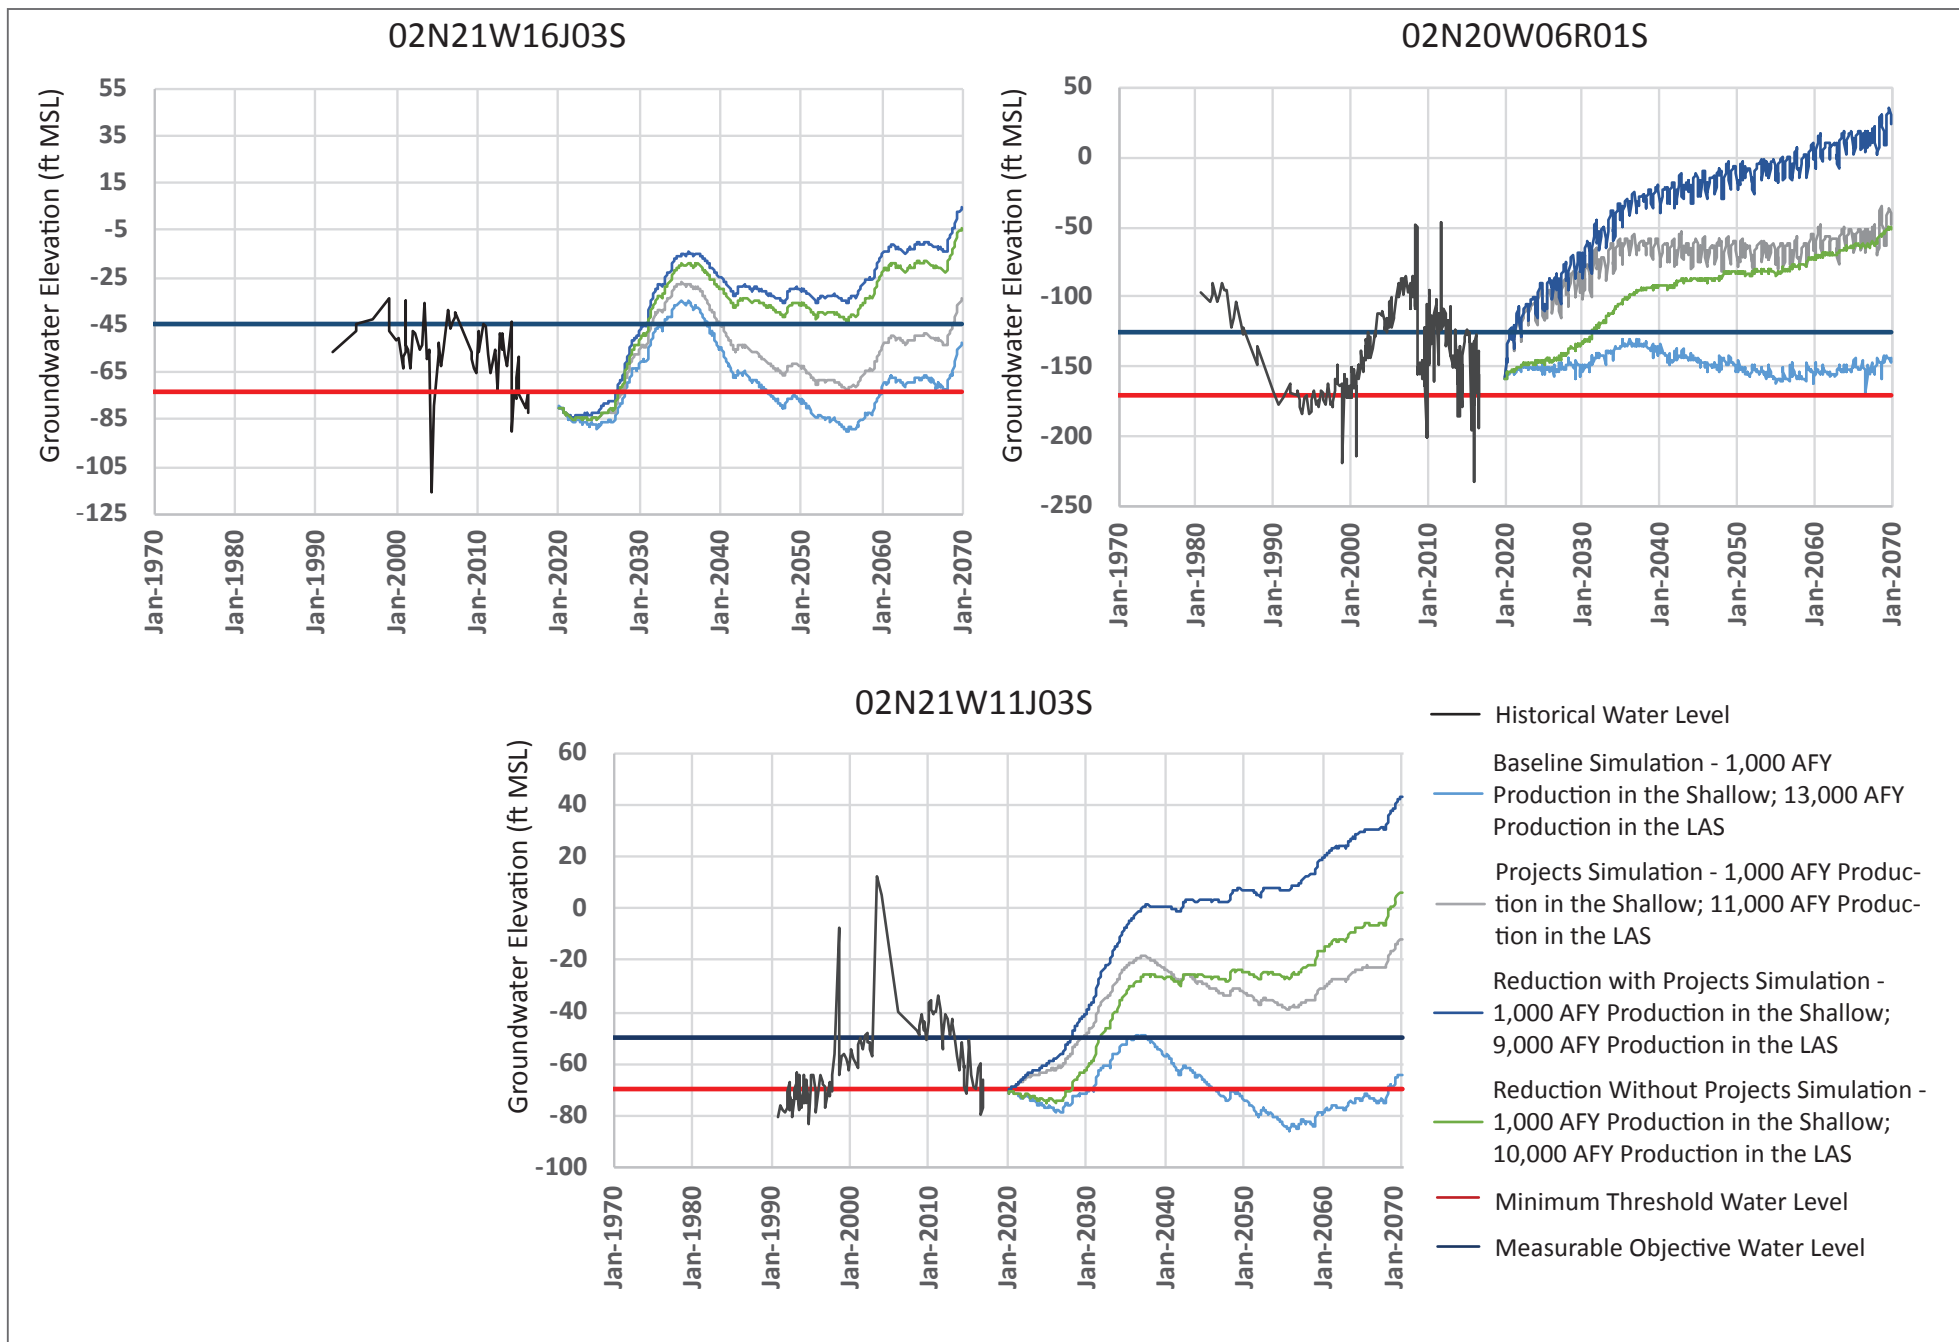 02N21W16J03S
Groundwater Elevation (ft MSL)
55
35
15
-5
-25
-45
-65
-85
-105
-125
Jan-1970
Jan-1980
Jan-1990
Jan-2000
Jan-2010
Jan-2020
Jan-2030
Jan-2040
Jan-2050
Jan-2060
Jan-2070
02N20W06R01S
Groundwater Elevation (ft MSL)
50
0
-50
-100
-150
-200
-250
Jan-1970
Jan-1980
Jan-1990
Jan-2000
Jan-2010
Jan-2020
Jan-2030
Jan-2040
Jan-2050
Jan-2060
Jan-2070
02N21W11J03S
Groundwater Elevation (ft MSL)
60
40
20
0
-20
-40
-60
-80
-100
Jan-1970
Jan-1980
Jan-1990
Jan-2000
Jan-2010
Jan-2020
Jan-2030
Jan-2040
Jan-2050
Jan-2060
Jan-2070
Historical Water Level
Baseline Simulation - 1,000 AFY
Production in the Shallow; 13,000 AFY
Production in the LAS
Projects Simulation - 1,000 AFY Produc-
tion in the Shallow; 11,000 AFY Produc-
tion in the LAS
Reduction with Projects Simulation -
1,000 AFY Production in the Shallow;
9,000 AFY Production in the LAS
Reduction Without Projects Simulation -
1,000 AFY Production in the Shallow;
10,000 AFY Production in the LAS
Minimum Threshold Water Level
Measurable Objective Water Level